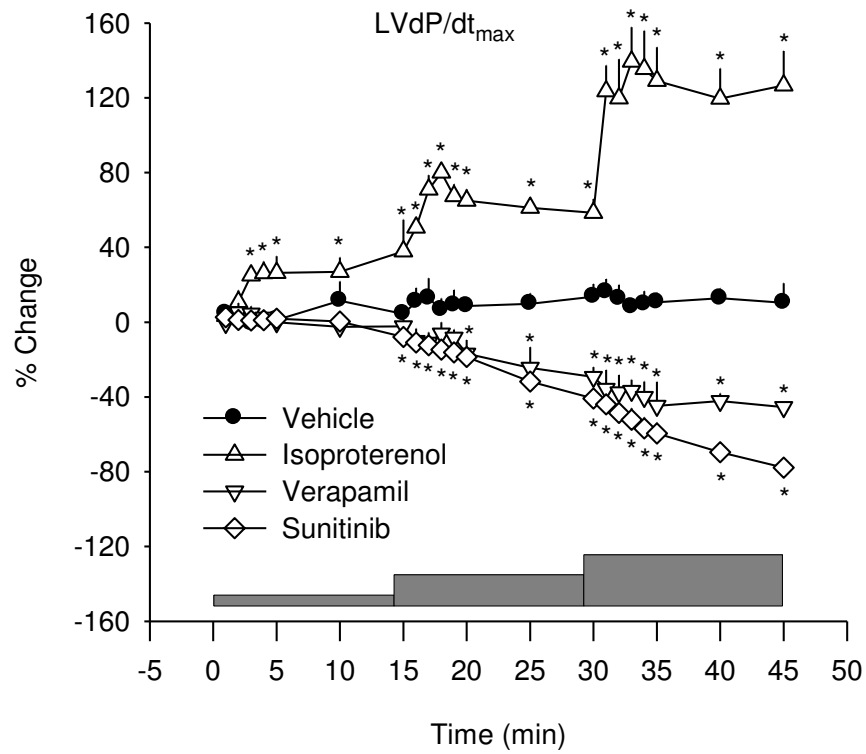 LVdP/dtmax
160
120
80
40
0
-40
-80
-120
-160
% Change
Vehicle
Isoproterenol
Verapamil
Sunitinib
-5 0 5 10 15 20 25 30 35 40 45 50
Time (min)